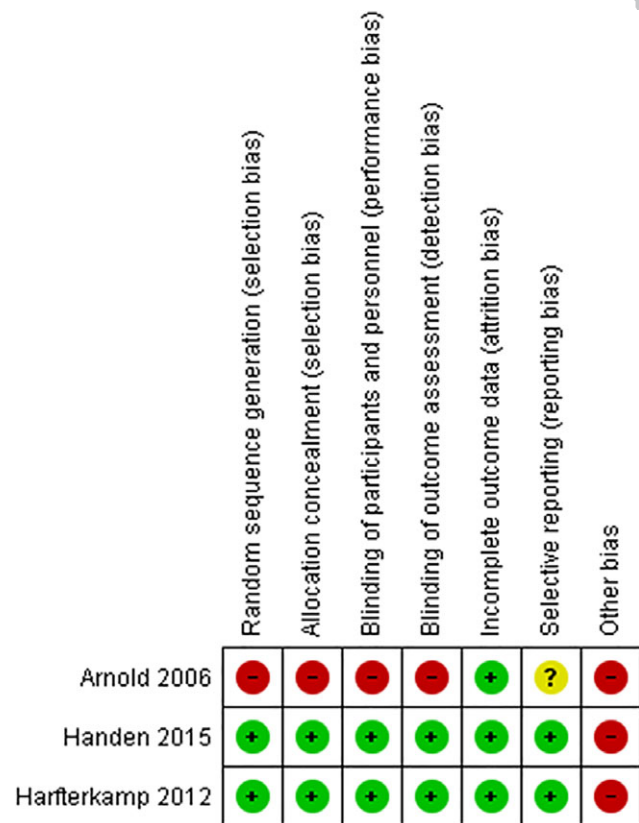 Random sequence generation (selection bias)
Allocation concealment (selection bias)
Blinding of participants and personnel (performance bias)
Blinding of outcome assessment (detection bias)
Incomplete outcome data (attrition bias)
Selective reporting (reporting bias)
Other bias
Arnold 2006 - - - - + ? -
Handen 2015 + + + + + + -
Harfterkamp 2012 + + + + + + -